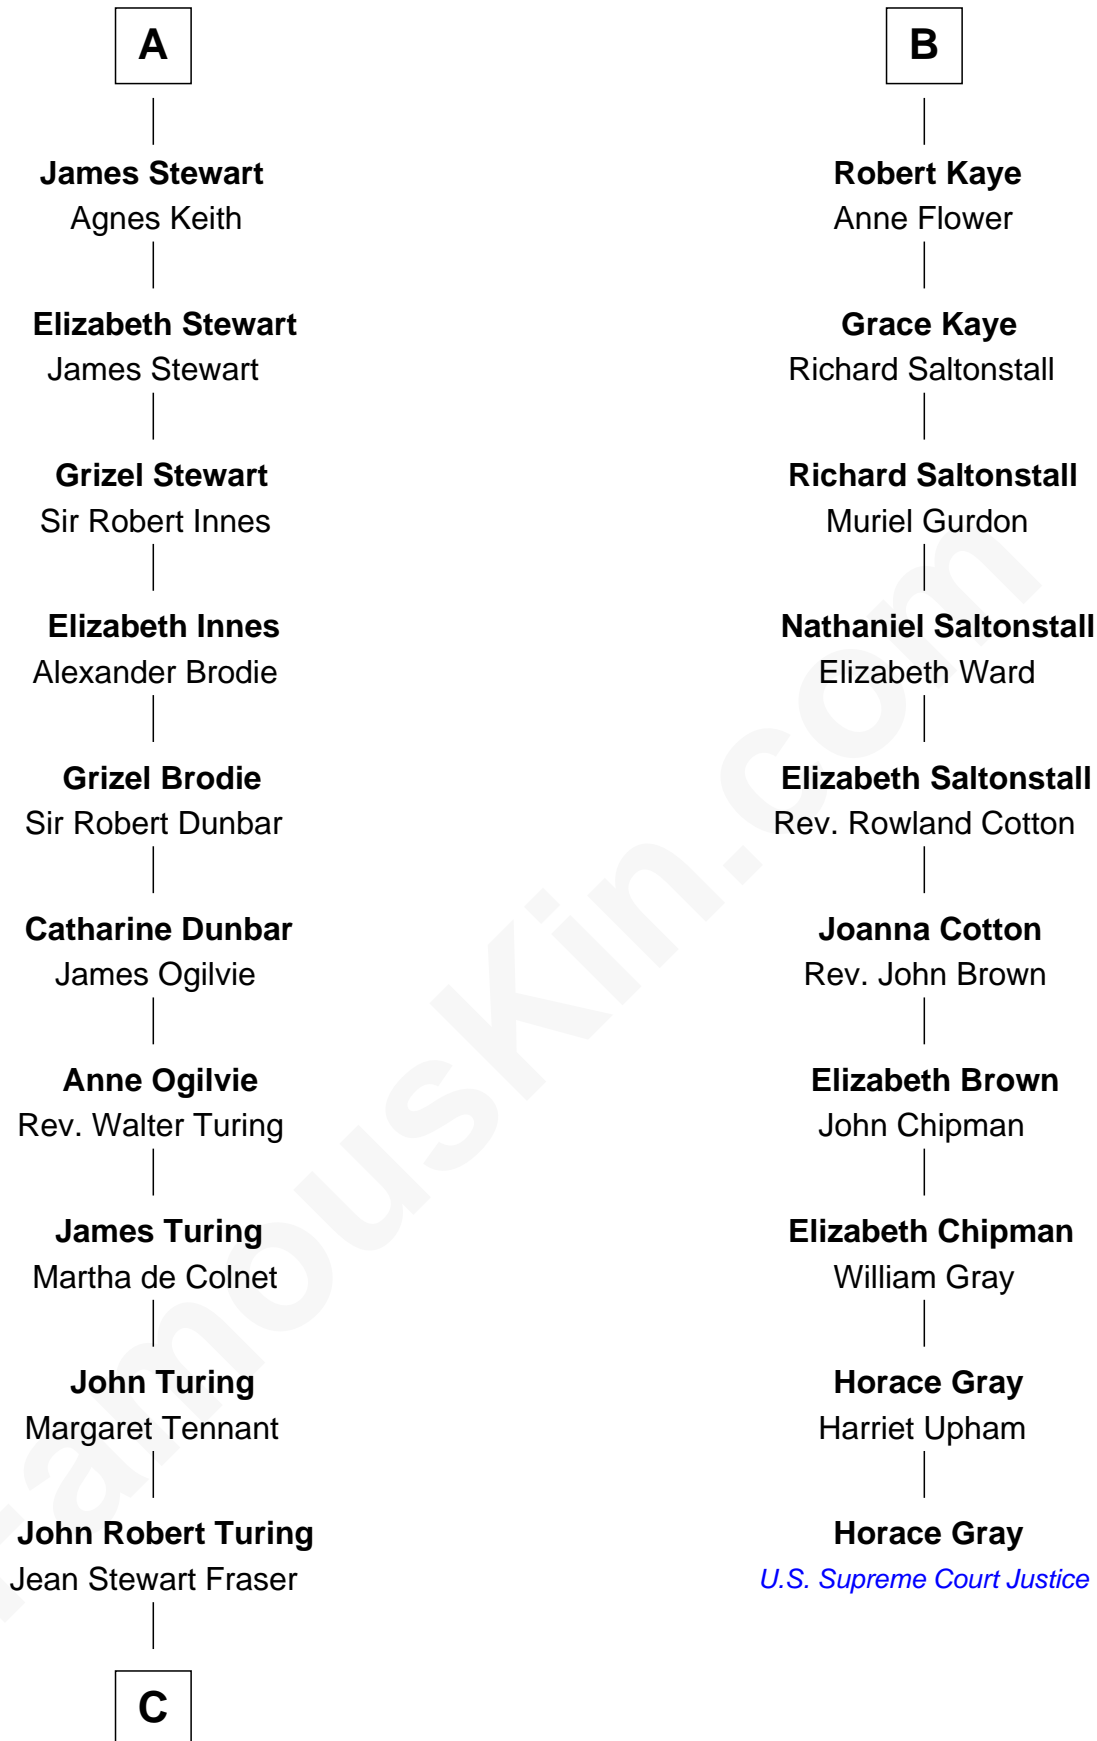 A
James Stewart
Agnes Keith
Elizabeth Stewart
James Stewart
Grizel Stewart
Sir Robert Innes
Elizabeth Innes
Alexander Brodie
Grizel Brodie
Sir Robert Dunbar
Catharine Dunbar
James Ogilvie
Anne Ogilvie
Rev. Walter Turing
James Turing
Martha de Colnet
John Turing
Margaret Tennant
John Robert Turing
Jean Stewart Fraser
C
B
Robert Kaye
Anne Flower
Grace Kaye
Richard Saltonstall
Richard Saltonstall
Muriel Gurdon
Nathaniel Saltonstall
Elizabeth Ward
Elizabeth Saltonstall
Rev. Rowland Cotton
Joanna Cotton
Rev. John Brown
Elizabeth Brown
John Chipman
Elizabeth Chipman
William Gray
Horace Gray
Harriet Upham
Horace Gray
U.S. Supreme Court Justice
FamousKin.com